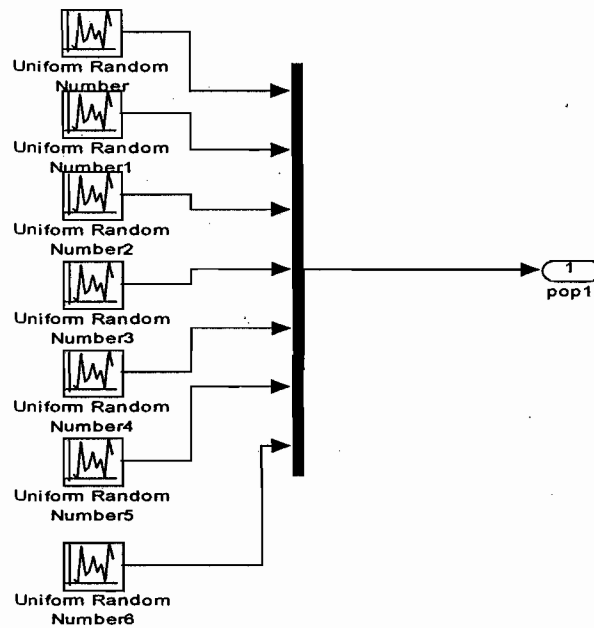 Uniform Random
Number
Uniform Random
Number1
Uniform Random
Number2
Uniform Random
Number3
Uniform Random
Number4
Uniform Random
Number5
Uniform Random
Number6
1
pop1